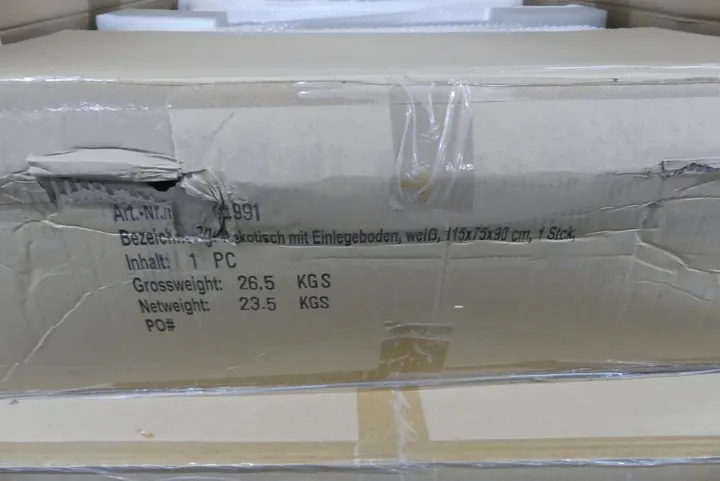 Art.-Nr. 991
mit Einlegeboden, weiß, 115x75x90 cm, 1 Stck.
Inhalt: 1 PC
Grossweight: 26.5 KGS
Netweight: 23.5 KGS
PO#